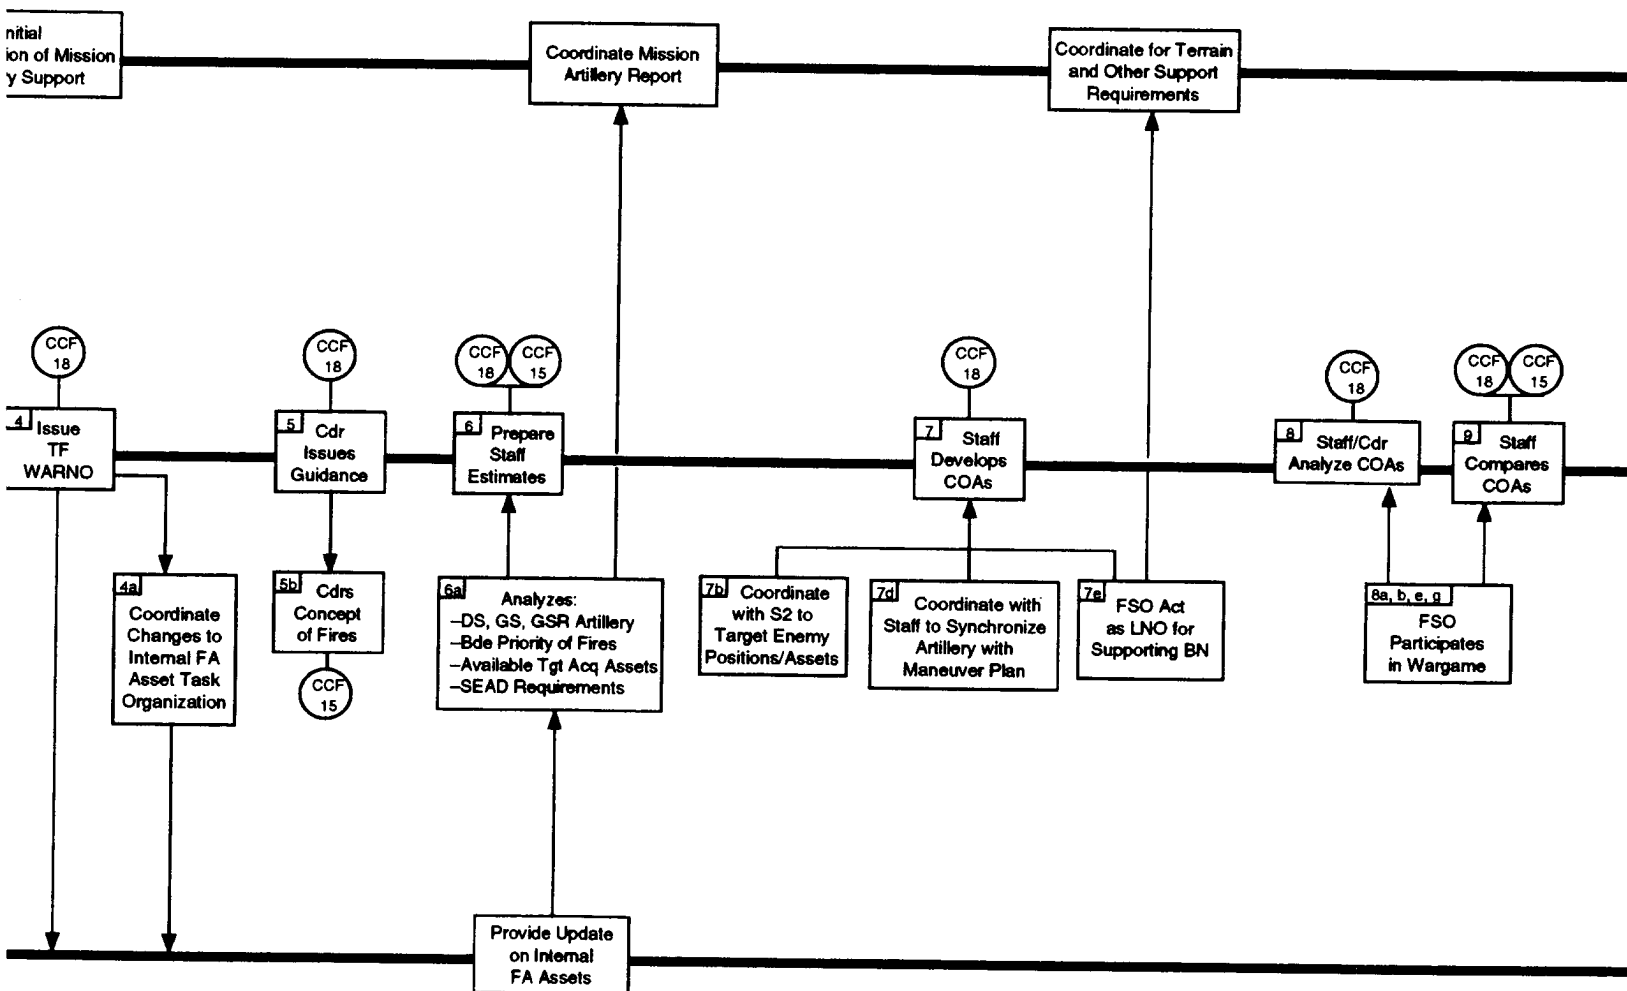 ion of Mission
y Support
Coordinate Mission
Artillery Report
Coordinate for Terrain
and Other Support
Requirements
CCF
18
CCF
18
CCF
18
CCF
15
CCF
18
CCF
18
CCF
18
CCF
15
4
Issue
TF
WARNO
5
Cdr
Issues
Guidance
6
Prepare
Staff
Estimates
7
Staff
Develops
COAs
8
Staff/Cdr
Analyze COAs
9
Staff
Compares
COAs
4a
Coordinate
Changes to
Internal FA
Asset Task
Organization
5b
Cdrs
Concept
of Fires
CCF
15
6a
Analyzes:
–DS, GS, GSR Artillery
–Bde Priority of Fires
–Available Tgt Acq Assets
–SEAD Requirements
7b
Coordinate
with S2 to
Target Enemy
Positions/Assets
7d
Coordinate with
Staff to Synchronize
Artillery with
Maneuver Plan
7e
FSO Act
as LNO for
Supporting BN
8a, b, e, g
FSO
Participates
in Wargame
Provide Update
on Internal
FA Assets